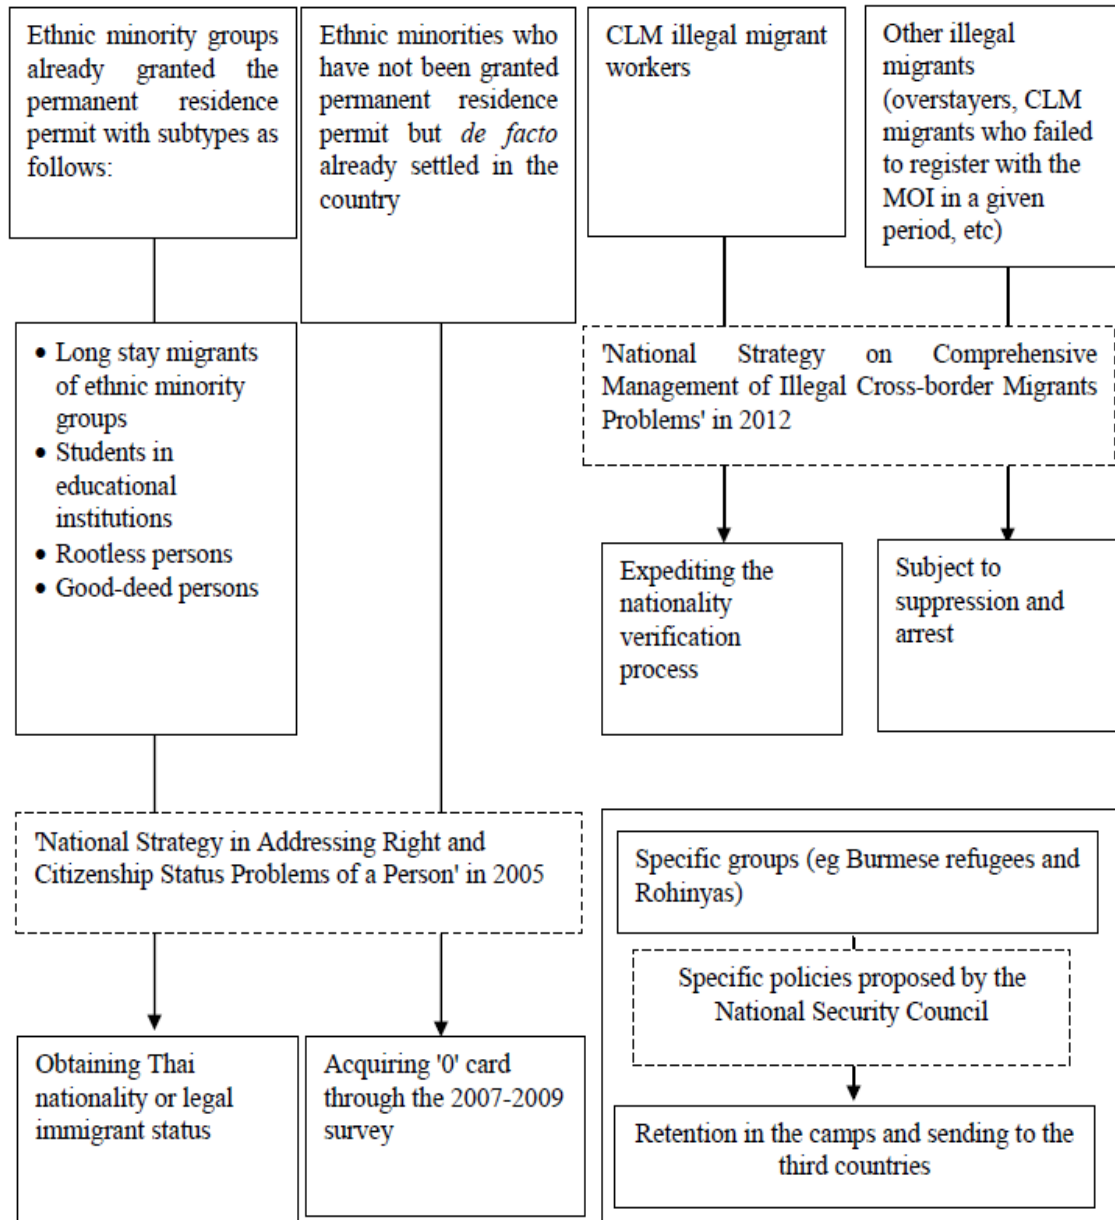 Ethnic minority groups
already granted the
permanent residence
permit with subtypes as
follows:
Ethnic minorities who
have not been granted
permanent residence
permit but de facto
already settled in the
country
CLM illegal migrant
workers
Other illegal
migrants
(overstayers, CLM
migrants who failed
to register with the
MOI in a given
period, etc)
• Long stay migrants
of ethnic minority
groups
• Students in
educational
institutions
• Rootless persons
• Good-deed persons
'National Strategy on Comprehensive
Management of Illegal Cross-border Migrants
Problems' in 2012
Expediting the
nationality
verification
process
Subject to
suppression and
arrest
'National Strategy in Addressing Right and
Citizenship Status Problems of a Person' in 2005
Specific groups (eg Burmese refugees and
Rohinyas)
Specific policies proposed by the
National Security Council
Obtaining Thai
nationality or legal
immigrant status
Acquiring '0' card
through the 2007-2009
survey
Retention in the camps and sending to the
third countries